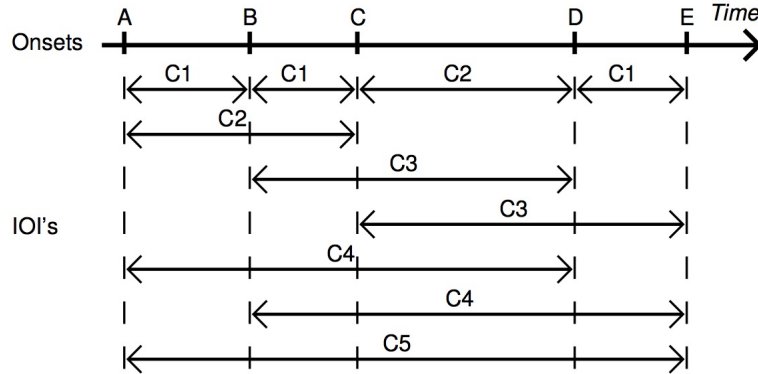 A B C D E Time
Onsets
C1 C1 C2 C1
C2
C3
C3
IOI's
C4
C4
C5